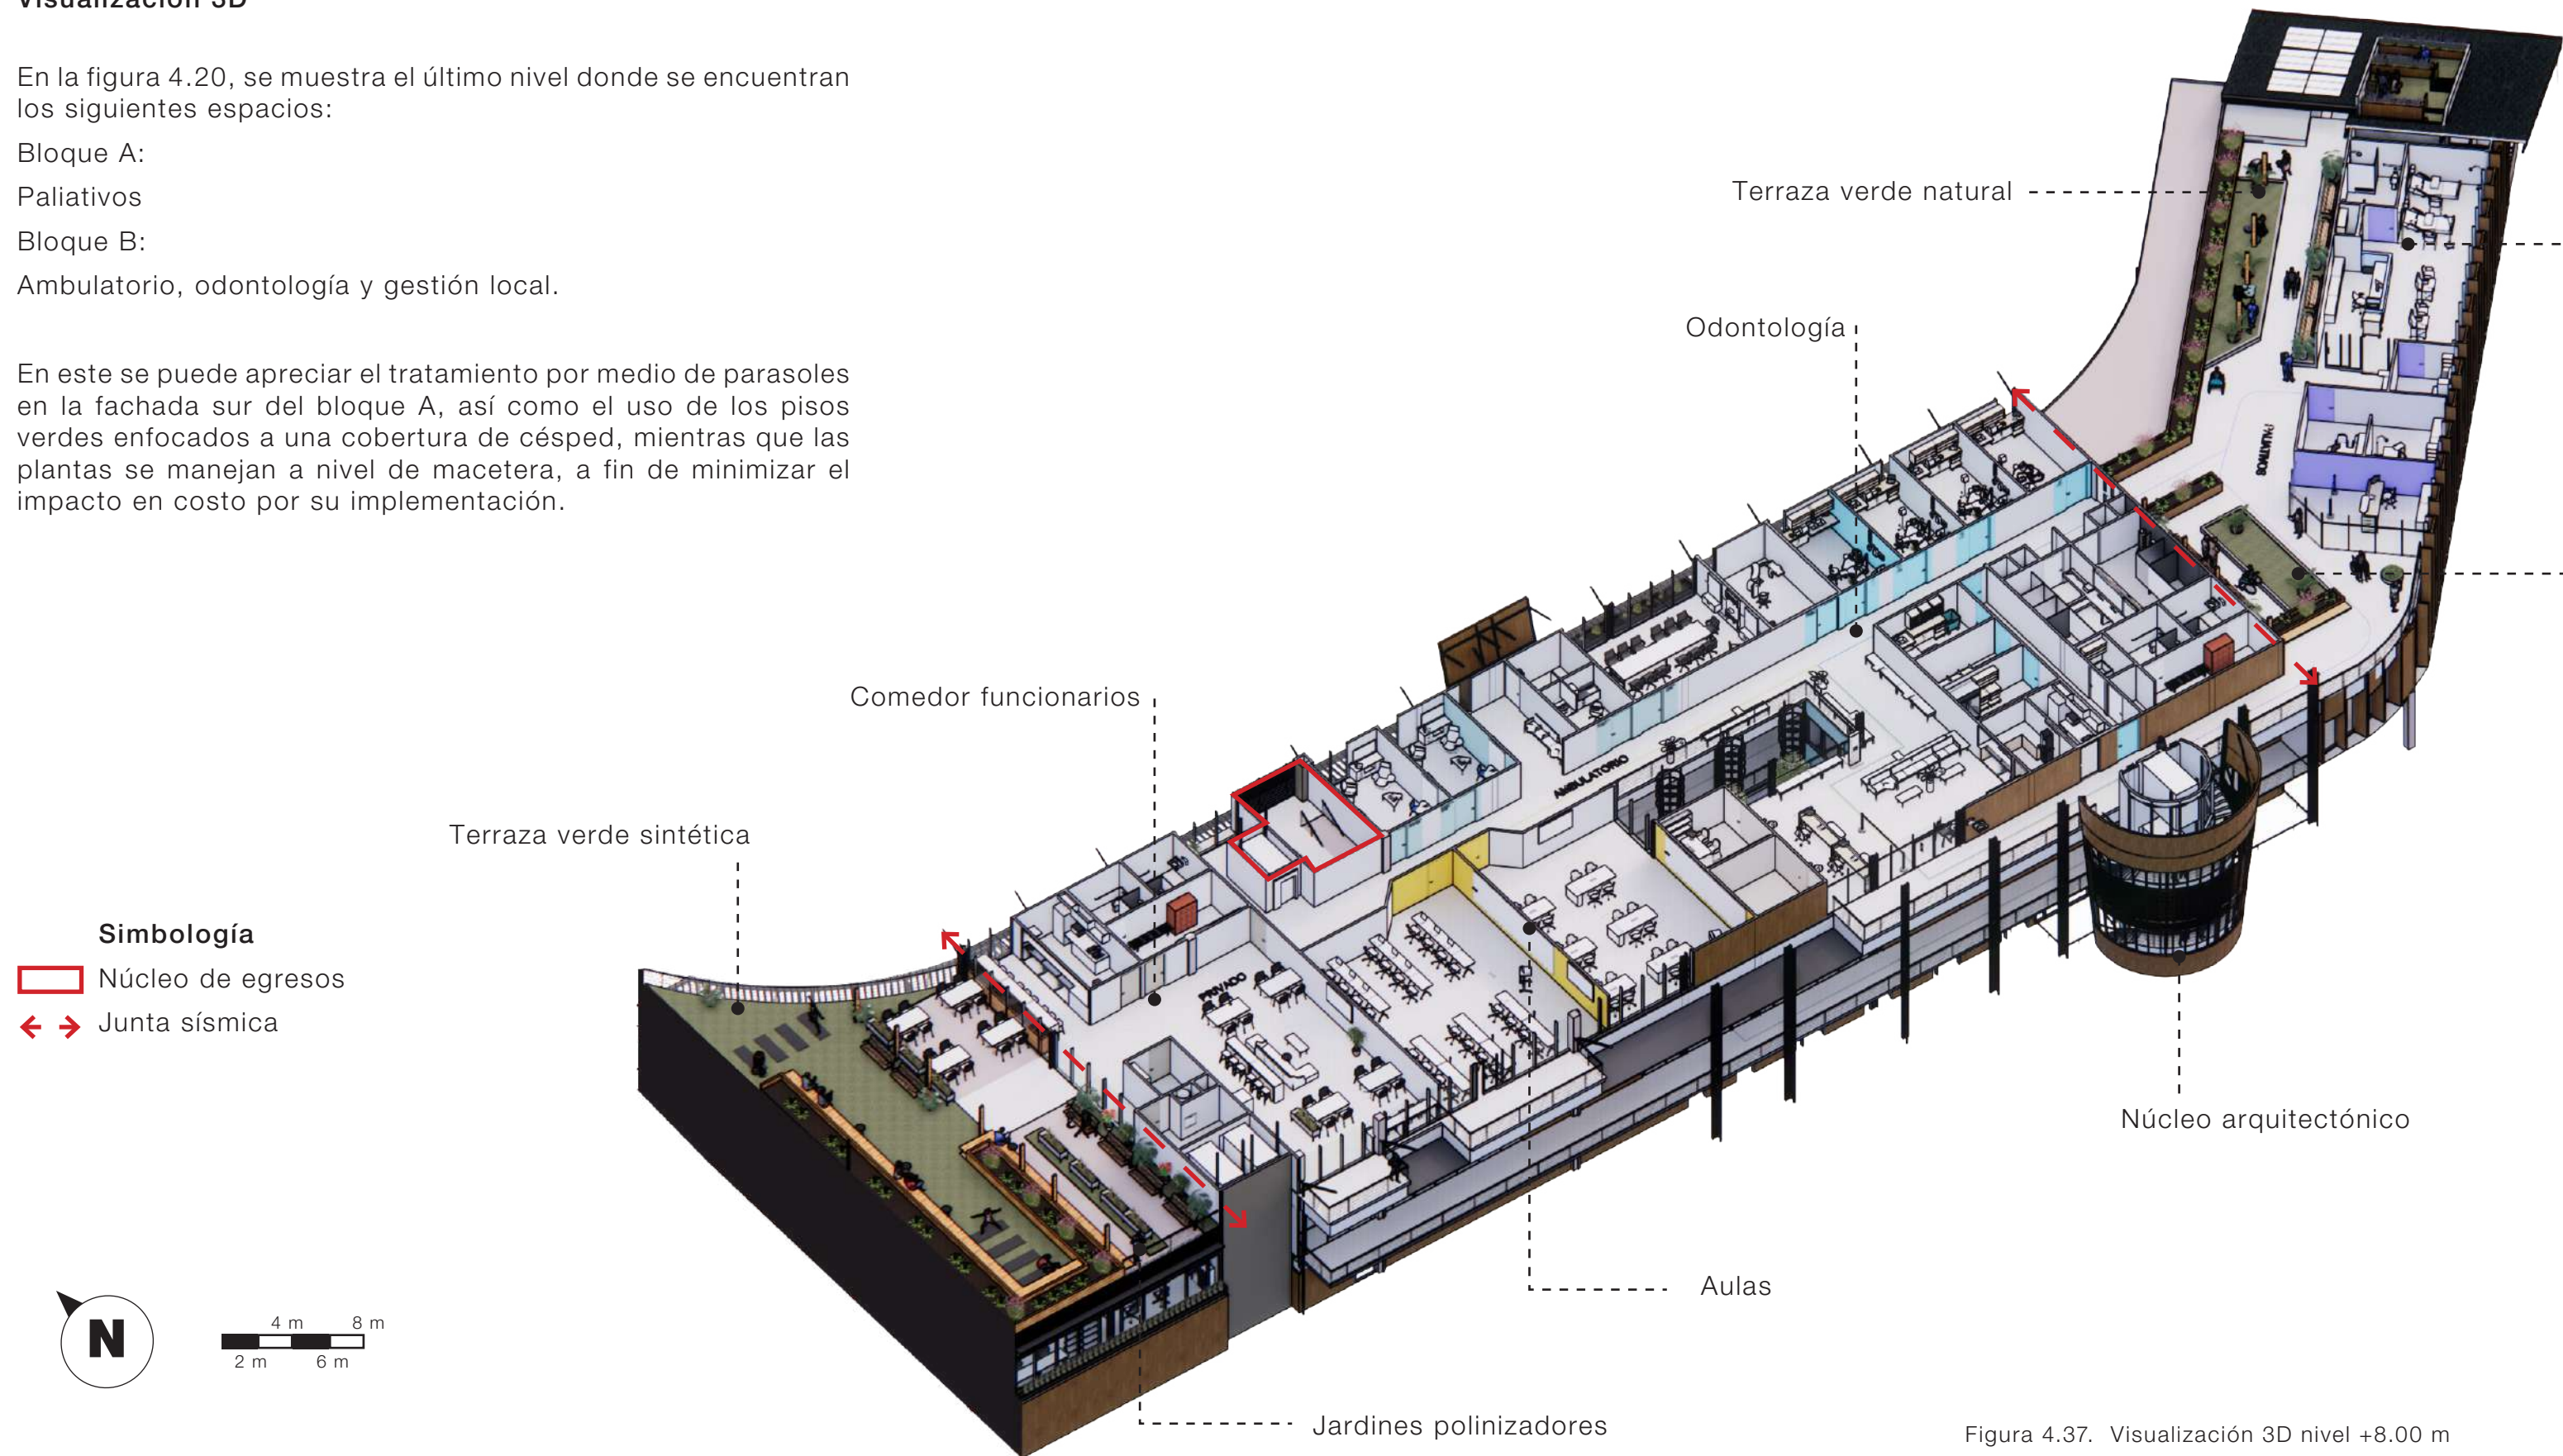 Visualización 3D
En la figura 4.20, se muestra el último nivel donde se encuentran
los siguientes espacios:
Bloque A:
Paliativos
Bloque B:
Ambulatorio, odontología y gestión local.
En este se puede apreciar el tratamiento por medio de parasoles
en la fachada sur del bloque A, así como el uso de los pisos
verdes enfocados a una cobertura de césped, mientras que las
plantas se manejan a nivel de macetera, a fin de minimizar el
impacto en costo por su implementación.
Terraza verde natural
Odontología
PALIATIVOS
Comedor funcionarios
AMBULATORIO
Terraza verde sintética
PRIVADO
Simbología
Núcleo de egresos
Junta sísmica
Núcleo arquitectónico
Aulas
N
4 m 8 m
2 m 6 m
Jardines polinizadores
Figura 4.37. Visualización 3D nivel +8.00 m